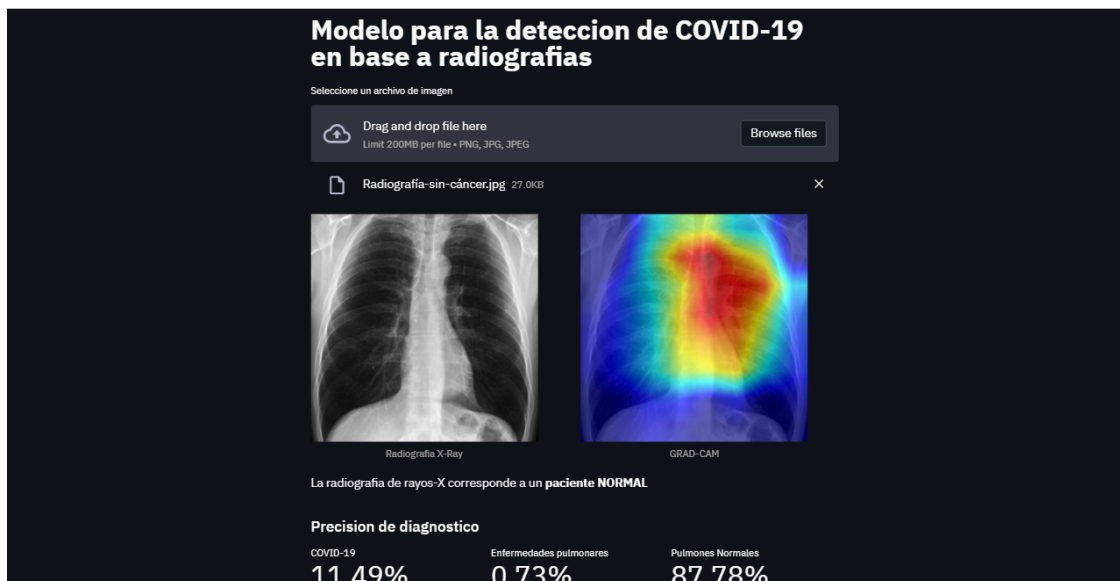 Modelo para la deteccion de COVID-19
en base a radiografias
Seleccione un archivo de imagen
Drag and drop file here
Limit 200MB per file • PNG, JPG, JPEG
Browse files
Radiografía-sin-cáncer.jpg 27.0KB
Radiografia X-Ray
GRAD-CAM
La radiografia de rayos-X corresponde a un paciente NORMAL
Precision de diagnostico
COVID-19 Enfermedades pulmonares Pulmones Normales
11.49% 0.73% 87.78%